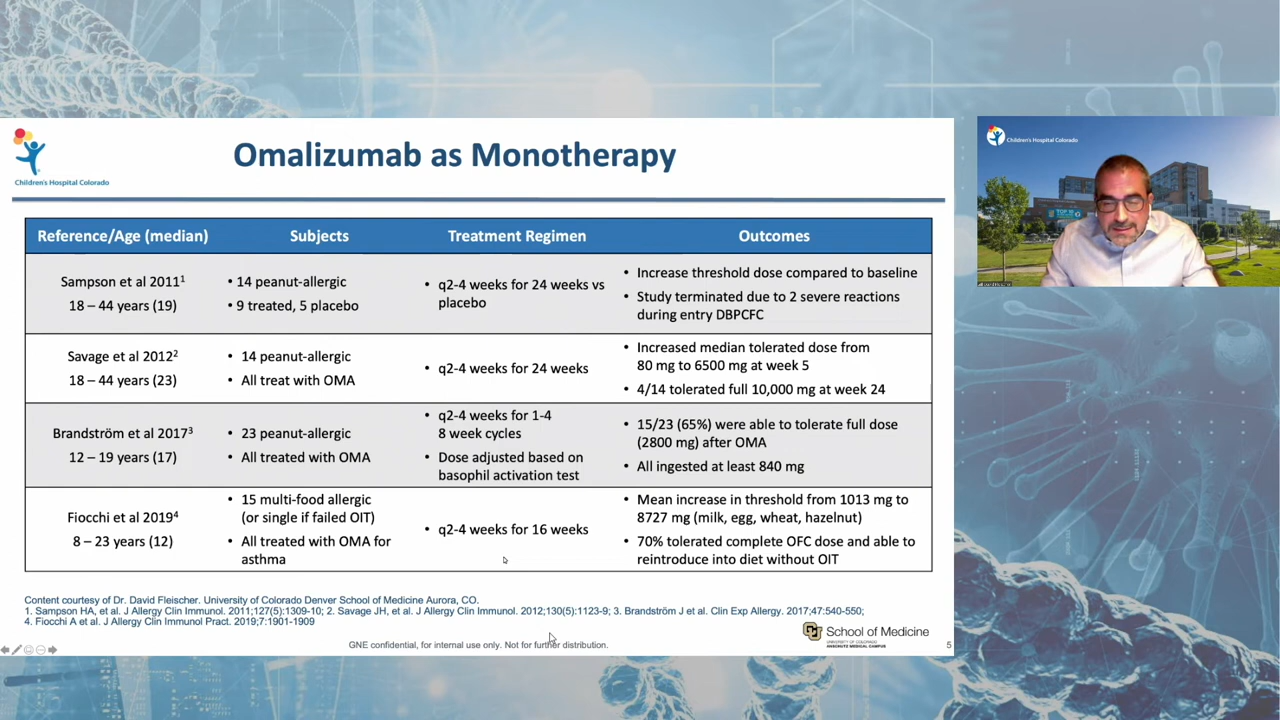 Omalizumab as Monotherapy
Children's Hospital Colorado
Reference/Age (median)
Subjects
Treatment Regimen
Outcomes
Sampson et al 2011¹
18 – 44 years (19)
• 14 peanut-allergic
• 9 treated, 5 placebo
• q2-4 weeks for 24 weeks vs
placebo
• Increase threshold dose compared to baseline
• Study terminated due to 2 severe reactions
during entry DBPCFC
Savage et al 2012²
18 – 44 years (23)
• 14 peanut-allergic
• All treat with OMA
• q2-4 weeks for 24 weeks
• Increased median tolerated dose from
80 mg to 6500 mg at week 5
• 4/14 tolerated full 10,000 mg at week 24
Brandström et al 2017³
12 – 19 years (17)
• 23 peanut-allergic
• All treated with OMA
• q2-4 weeks for 1-4
8 week cycles
• Dose adjusted based on
basophil activation test
• 15/23 (65%) were able to tolerate full dose
(2800 mg) after OMA
• All ingested at least 840 mg
Fiocchi et al 2019⁴
8 – 23 years (12)
• 15 multi-food allergic
(or single if failed OIT)
• All treated with OMA for
asthma
• q2-4 weeks for 16 weeks
• Mean increase in threshold from 1013 mg to
8727 mg (milk, egg, wheat, hazelnut)
• 70% tolerated complete OFC dose and able to
reintroduce into diet without OIT
Content courtesy of Dr. David Fleischer. University of Colorado Denver School of Medicine Aurora, CO.
1. Sampson HA, et al. J Allergy Clin Immunol. 2011;127(5):1309-10; 2. Savage JH, et al. J Allergy Clin Immunol. 2012;130(5):1123-9; 3. Brandström J et al. Clin Exp Allergy. 2017;47:540-550;
4. Fiocchi A et al. J Allergy Clin Immunol Pract. 2019;7:1901-1909
School of Medicine
UNIVERSITY OF COLORADO
ANSCHUTZ MEDICAL CAMPUS
GNE confidential, for internal use only. Not for further distribution.
5
Children's Hospital Colorado
TOP 10